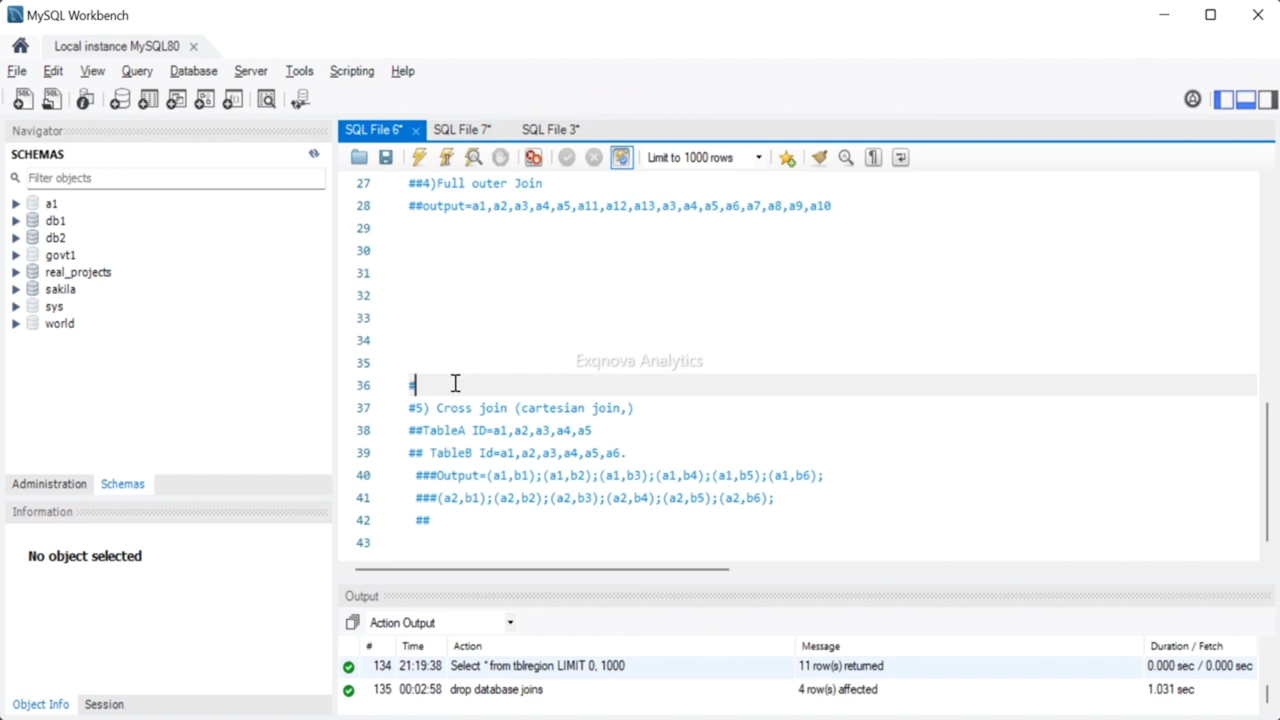 MySQL Workbench
Local instance MySQL80
File Edit View Query Database Server Tools Scripting Help
Navigator
SCHEMAS
Filter objects
a1
db1
db2
govt1
real_projects
sakila
sys
world
Administration Schemas
Information
No object selected
Object Info Session
SQL File 6* SQL File 7* SQL File 3*
Limit to 1000 rows
27 ##4)Full outer Join
28 ##output=a1,a2,a3,a4,a5,a11,a12,a13,a3,a4,a5,a6,a7,a8,a9,a10
29
30
31
32
33
34
35
Exqnova Analytics
36 #
37 #5) Cross join (cartesian join,)
38 ##TableA ID=a1,a2,a3,a4,a5
39 ## TableB Id=a1,a2,a3,a4,a5,a6.
40 ###Output=(a1,b1);(a1,b2);(a1,b3);(a1,b4);(a1,b5);(a1,b6);
41 ###(a2,b1);(a2,b2);(a2,b3);(a2,b4);(a2,b5);(a2,b6);
42 ##
43
Output
Action Output
# Time Action Message Duration / Fetch
134 21:19:38 Select * from tblregion LIMIT 0, 1000 11 row(s) returned 0.000 sec / 0.000 sec
135 00:02:58 drop database joins 4 row(s) affected 1.031 sec